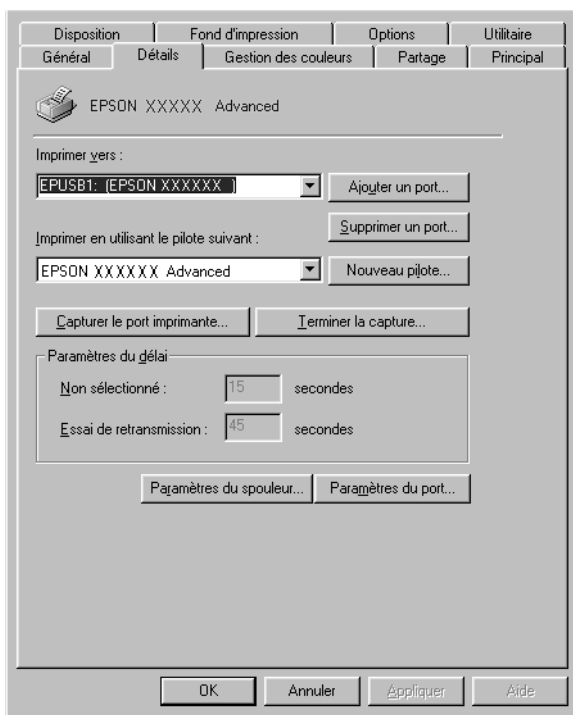 Disposition Fond d'impression Options Utilitaire
Général Détails Gestion des couleurs Partage Principal
EPSON XXXXX Advanced
Imprimer vers :
EPUSB1: (EPSON XXXXXX ) Ajouter un port...
Supprimer un port...
Imprimer en utilisant le pilote suivant :
EPSON XXXXXX Advanced Nouveau pilote...
Capturer le port imprimante... Terminer la capture...
Paramètres du délai
Non sélectionné : 15 secondes
Essai de retransmission : 45 secondes
Paramètres du spouleur... Paramètres du port...
OK Annuler Appliquer Aide